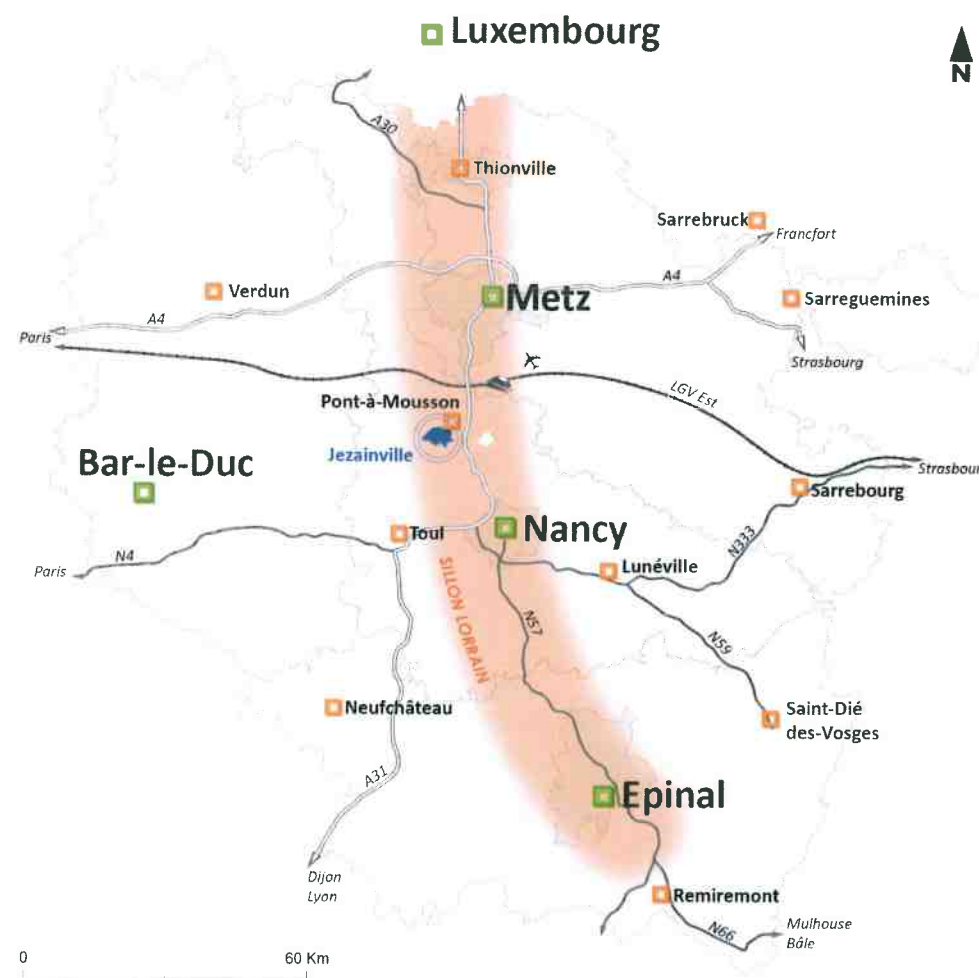 Luxembourg
N
A30
Thionville
Sarrebruck
Francfort
Verdun
A4
Metz
Sarreguemines
A4
Paris
Strasbourg
Pont-à-Mousson
LGV Est
Jezainville
Bar-le-Duc
Strasbour
Sarrebourg
Toul
Nancy
N333
N4
Paris
Lunéville
SILLON LORRAIN
N57
N59
Neufchâteau
Saint-Dié
des-Vosges
A31
Epinal
Dijon
Lyon
Remiremont
N66
Mulhouse
Bâle
0
60 Km